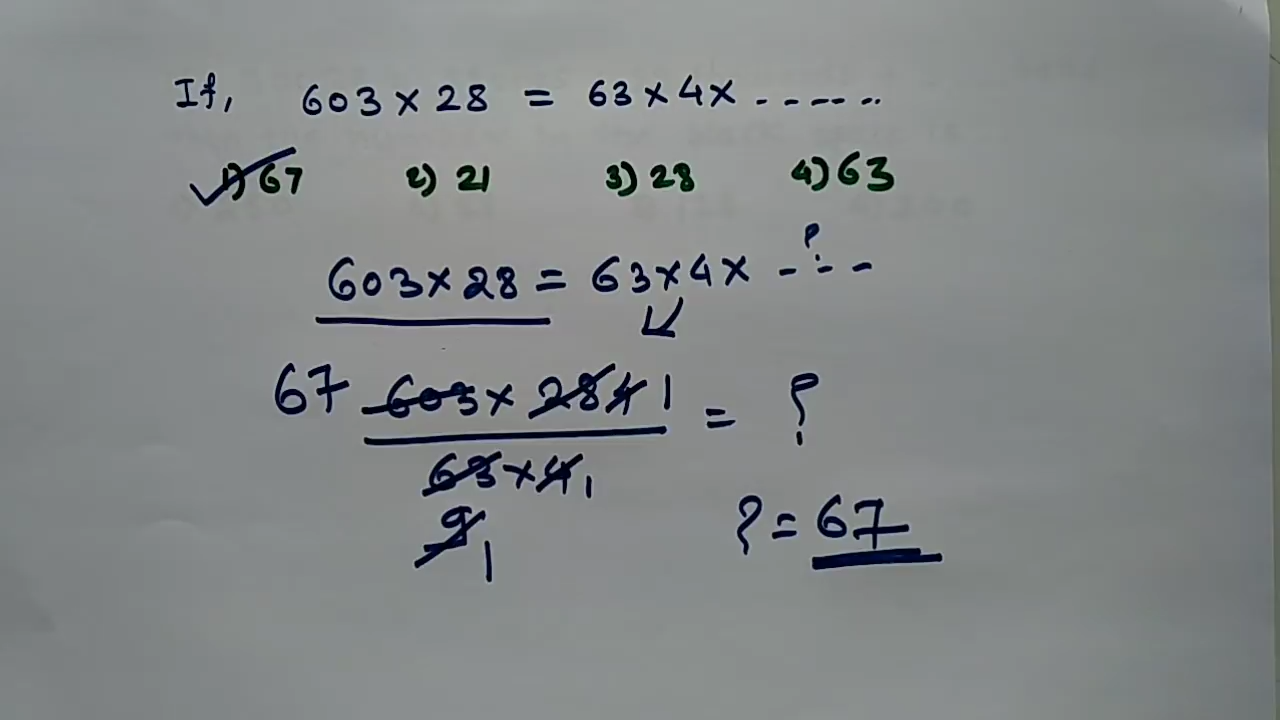 If, 603 × 28 = 63 × 4 × - - - - - -
1) 67 2) 21 3) 28 4) 63
?
603 × 28 = 63 × 4 × - - - -
67 603 × 28 4 1 = ?
63 × 4 1
9 1
? = 67